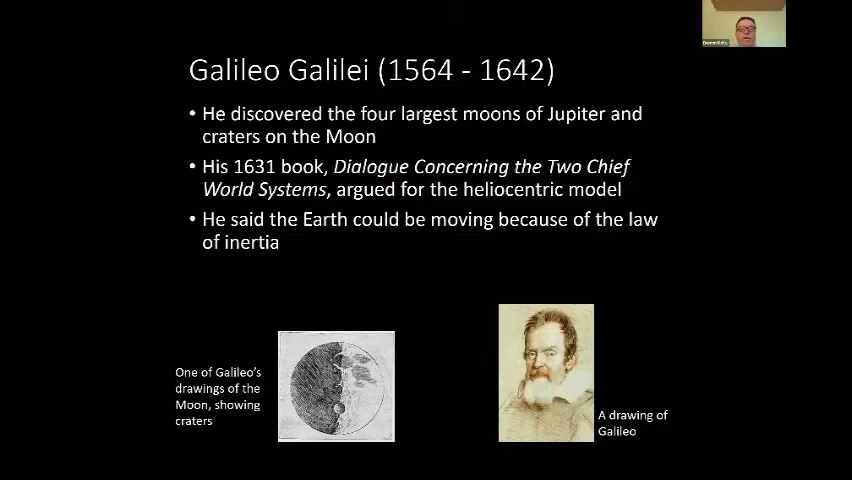 Galileo Galilei (1564 - 1642)
• He discovered the four largest moons of Jupiter and
craters on the Moon
• His 1631 book, Dialogue Concerning the Two Chief
World Systems, argued for the heliocentric model
• He said the Earth could be moving because of the law
of inertia
One of Galileo's
drawings of the
Moon, showing
craters
A drawing of
Galileo